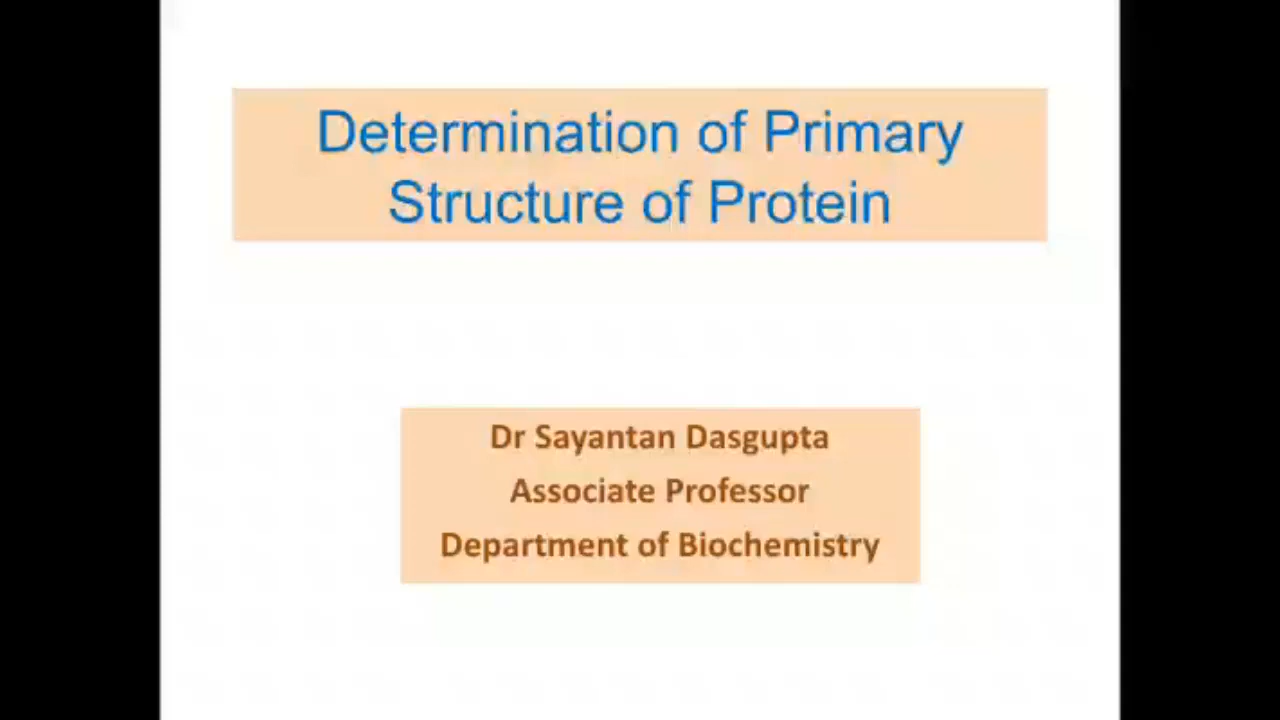 Determination of Primary
Structure of Protein
Dr Sayantan Dasgupta
Associate Professor
Department of Biochemistry